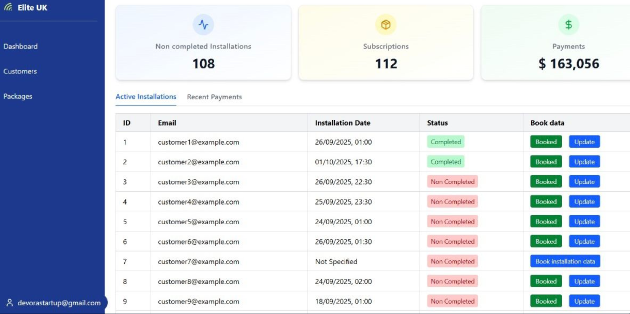 Elite UK
Dashboard
Customers
Packages
devorastartup@gmail.com
Non completed Installations
108
Subscriptions
112
Payments
$ 163,056
Active Installations Recent Payments
ID Email Installation Date Status Book data
1 customer1@example.com 26/09/2025, 01:00 Completed Booked Update
2 customer2@example.com 01/10/2025, 17:30 Completed Booked Update
3 customer3@example.com 26/09/2025, 22:30 Non Completed Booked Update
4 customer4@example.com 25/09/2025, 23:30 Non Completed Booked Update
5 customer5@example.com 24/09/2025, 01:00 Non Completed Booked Update
6 customer6@example.com 26/09/2025, 01:30 Non Completed Booked Update
7 customer7@example.com Not Specified Non Completed Book installation data
8 customer8@example.com 24/09/2025, 02:00 Non Completed Booked Update
9 customer9@example.com 18/09/2025, 01:00 Non Completed Booked Update